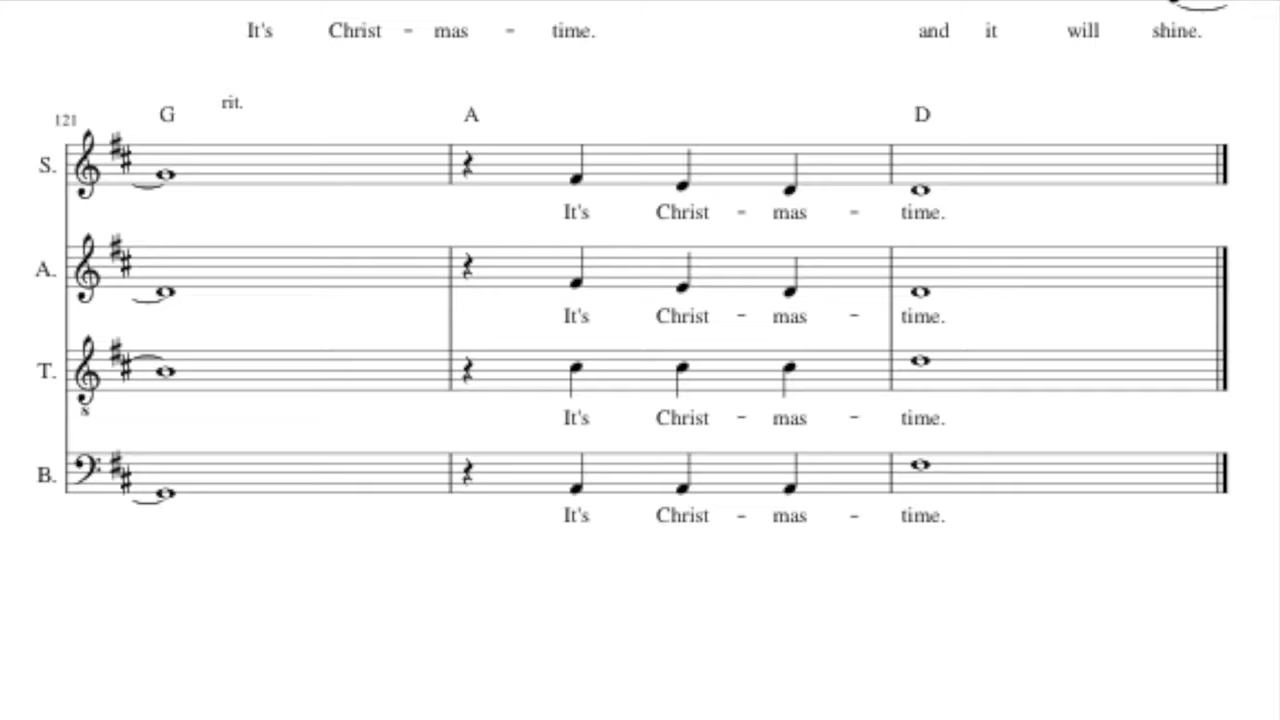 It's Christ - mas - time. and it will shine.
rit.
121 G A D
S.
It's Christ - mas - time.
A.
It's Christ - mas - time.
T.
8
It's Christ - mas - time.
B.
It's Christ - mas - time.